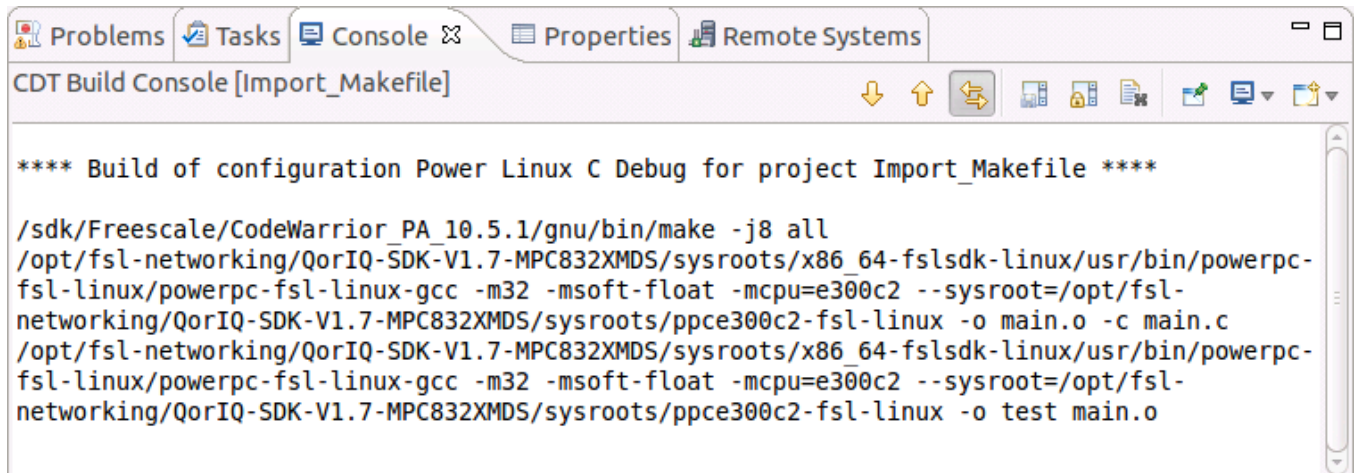 Problems Tasks Console Properties Remote Systems
CDT Build Console [Import_Makefile]
**** Build of configuration Power Linux C Debug for project Import_Makefile ****
/sdk/Freescale/CodeWarrior_PA_10.5.1/gnu/bin/make -j8 all
/opt/fsl-networking/QorIQ-SDK-V1.7-MPC832XMDS/sysroots/x86_64-fslsdk-linux/usr/bin/powerpc-
fsl-linux/powerpc-fsl-linux-gcc -m32 -msoft-float -mcpu=e300c2 --sysroot=/opt/fsl-
networking/QorIQ-SDK-V1.7-MPC832XMDS/sysroots/ppce300c2-fsl-linux -o main.o -c main.c
/opt/fsl-networking/QorIQ-SDK-V1.7-MPC832XMDS/sysroots/x86_64-fslsdk-linux/usr/bin/powerpc-
fsl-linux/powerpc-fsl-linux-gcc -m32 -msoft-float -mcpu=e300c2 --sysroot=/opt/fsl-
networking/QorIQ-SDK-V1.7-MPC832XMDS/sysroots/ppce300c2-fsl-linux -o test main.o